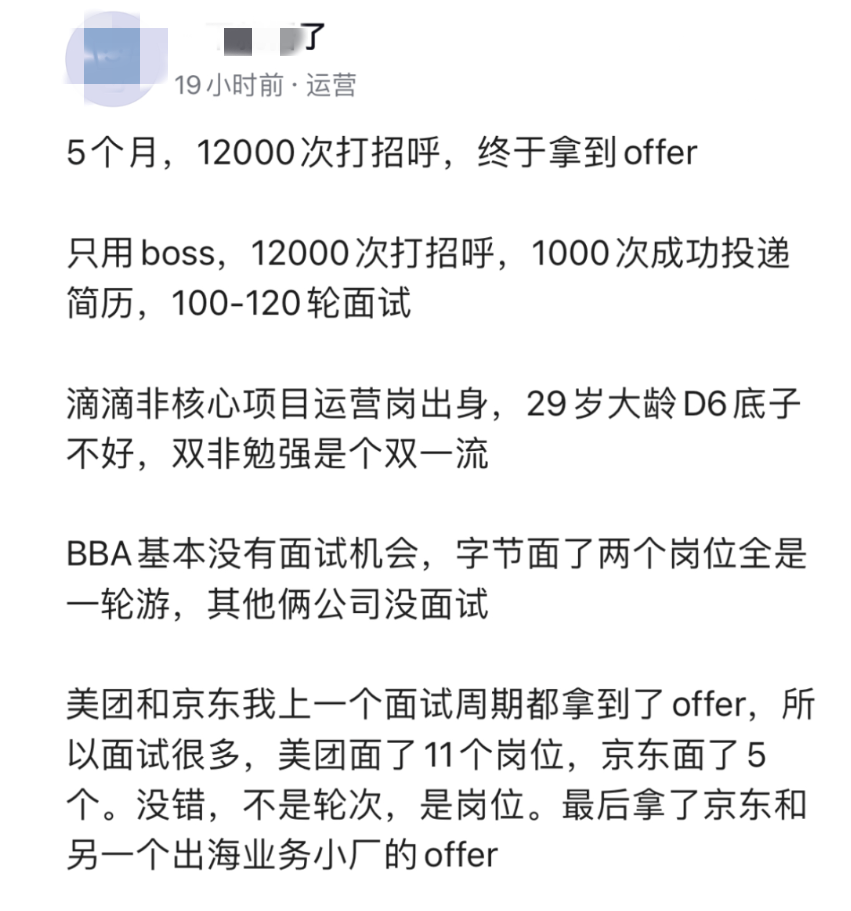 了
19小时前 · 运营
5个月，12000次打招呼，终于拿到offer
只用boss，12000次打招呼，1000次成功投递
简历，100-120轮面试
滴滴非核心项目运营岗出身，29岁大龄D6底子
不好，双非勉强是个双一流
BBA基本没有面试机会，字节面了两个岗位全是
一轮游，其他俩公司没面试
美团和京东我上一个面试周期都拿到了offer，所
以面试很多，美团面了11个岗位，京东面了5
个。没错，不是轮次，是岗位。最后拿了京东和
另一个出海业务小厂的offer